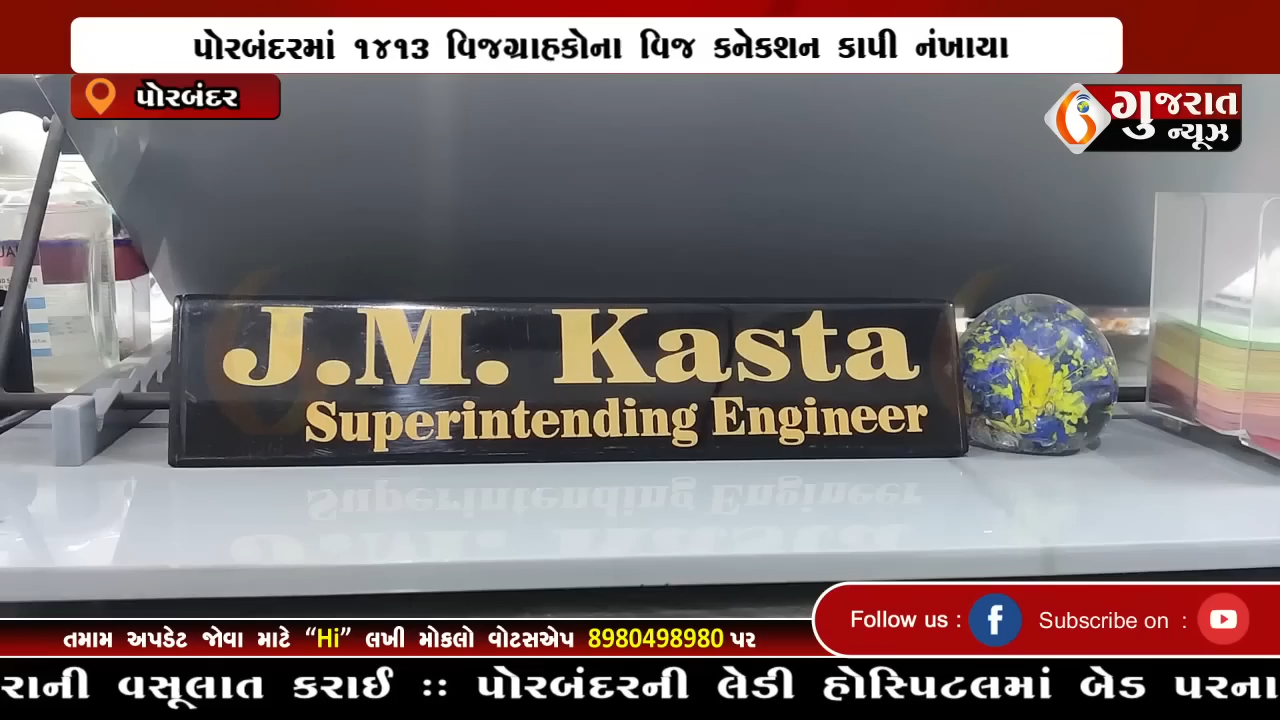 પોરબંદરમાં ૧૪૧૩ વિજગ્રાહકોના વિજ કનેકશન કાપી નંખાયા
પોરબંદર
ગુજરાત
ન્યૂઝ
J.M. Kasta
Superintending Engineer
Follow us :
Subscribe on :
તમામ અપડેટ જોવા માટે “Hi” લખી મોકલો વોટસએપ 8980498980 પર
રાની વસૂલાત કરાઈ :: પોરબંદરની લેડી હોસ્પિટલમાં બેડ પરના